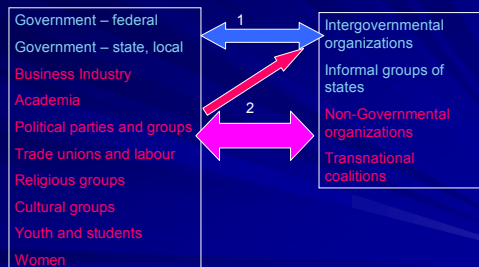 Government – federal
Government – state, local
Business Industry
Academia
Political parties and groups
Trade unions and labour
Religious groups
Cultural groups
Youth and students
Women
1
2
Intergovernmental
organizations
Informal groups of
states
Non-Governmental
organizations
Transnational
coalitions